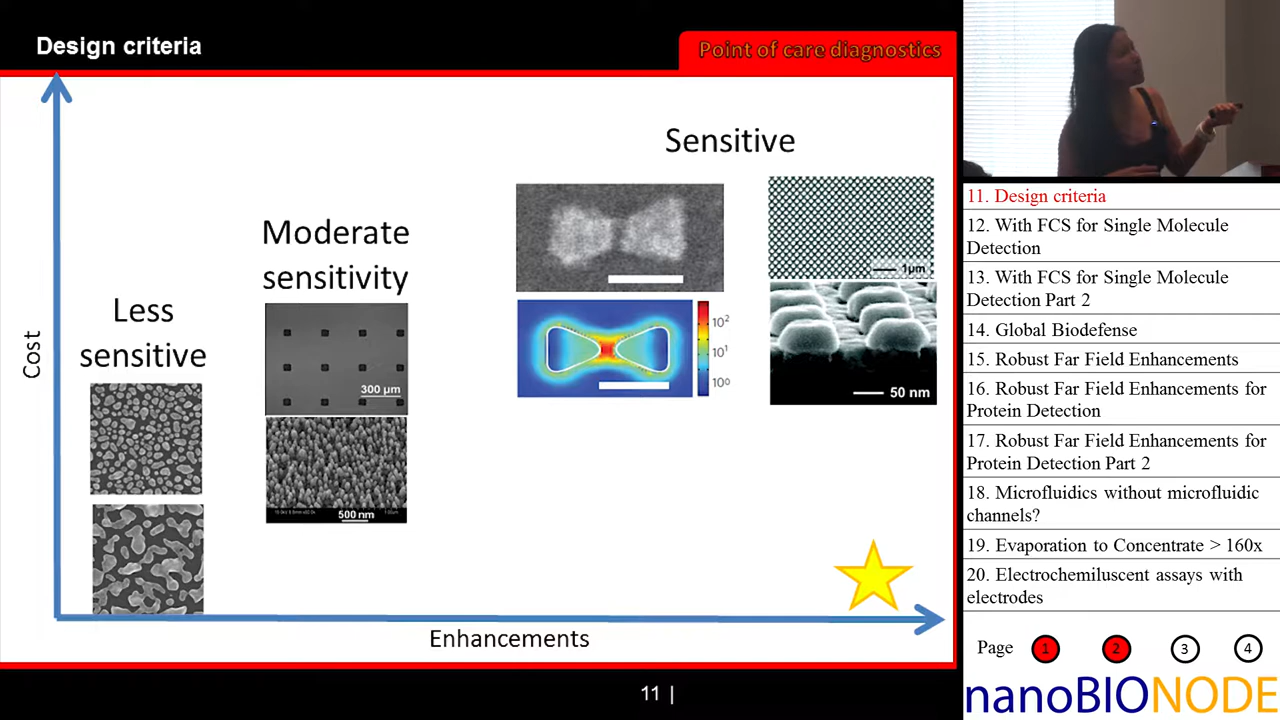 Design criteria
Point of care diagnostics
Cost
Less
sensitive
Moderate
sensitivity
300 µm
500 nm
Sensitive
10²
10¹
10⁰
1µm
50 nm
Enhancements
11 |
11. Design criteria
12. With FCS for Single Molecule
Detection
13. With FCS for Single Molecule
Detection Part 2
14. Global Biodefense
15. Robust Far Field Enhancements
16. Robust Far Field Enhancements for
Protein Detection
17. Robust Far Field Enhancements for
Protein Detection Part 2
18. Microfluidics without microfluidic
channels?
19. Evaporation to Concentrate > 160x
20. Electrochemiluscent assays with
electrodes
Page 1 2 3 4
nanoBIONODE